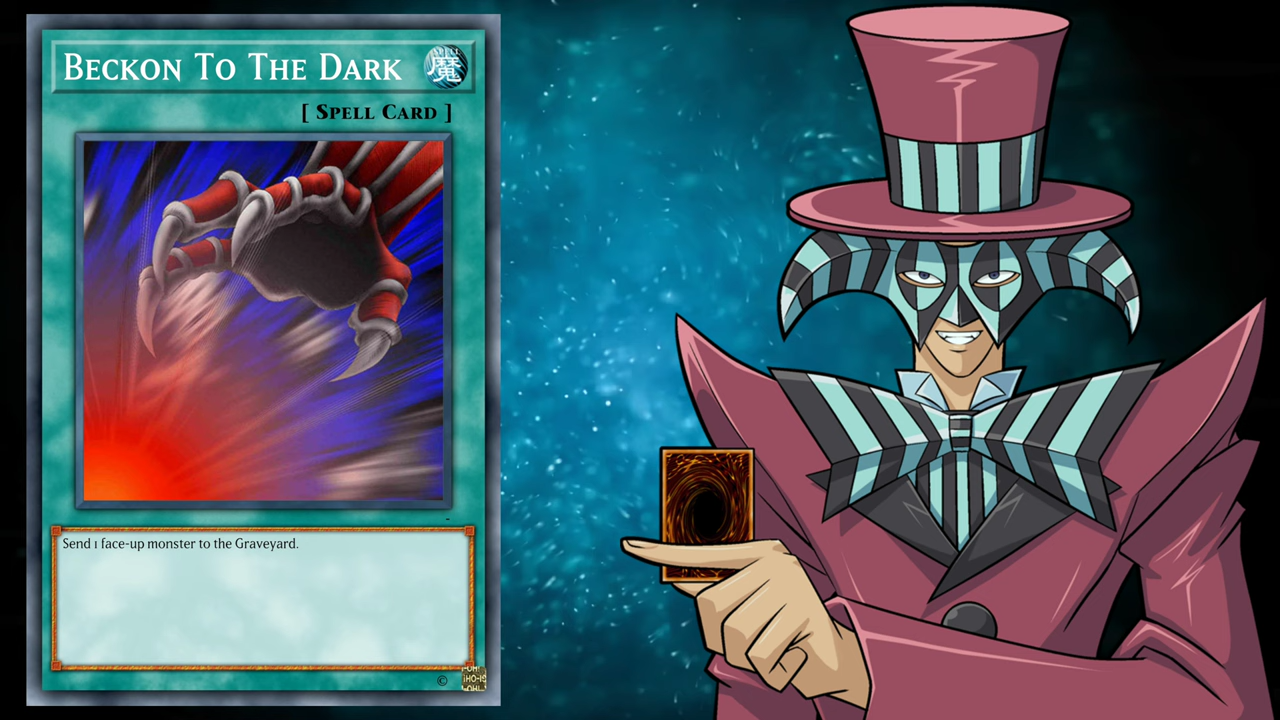 Beckon To The Dark
魔
[ Spell Card ]
-
Send 1 face-up monster to the Graveyard.
©